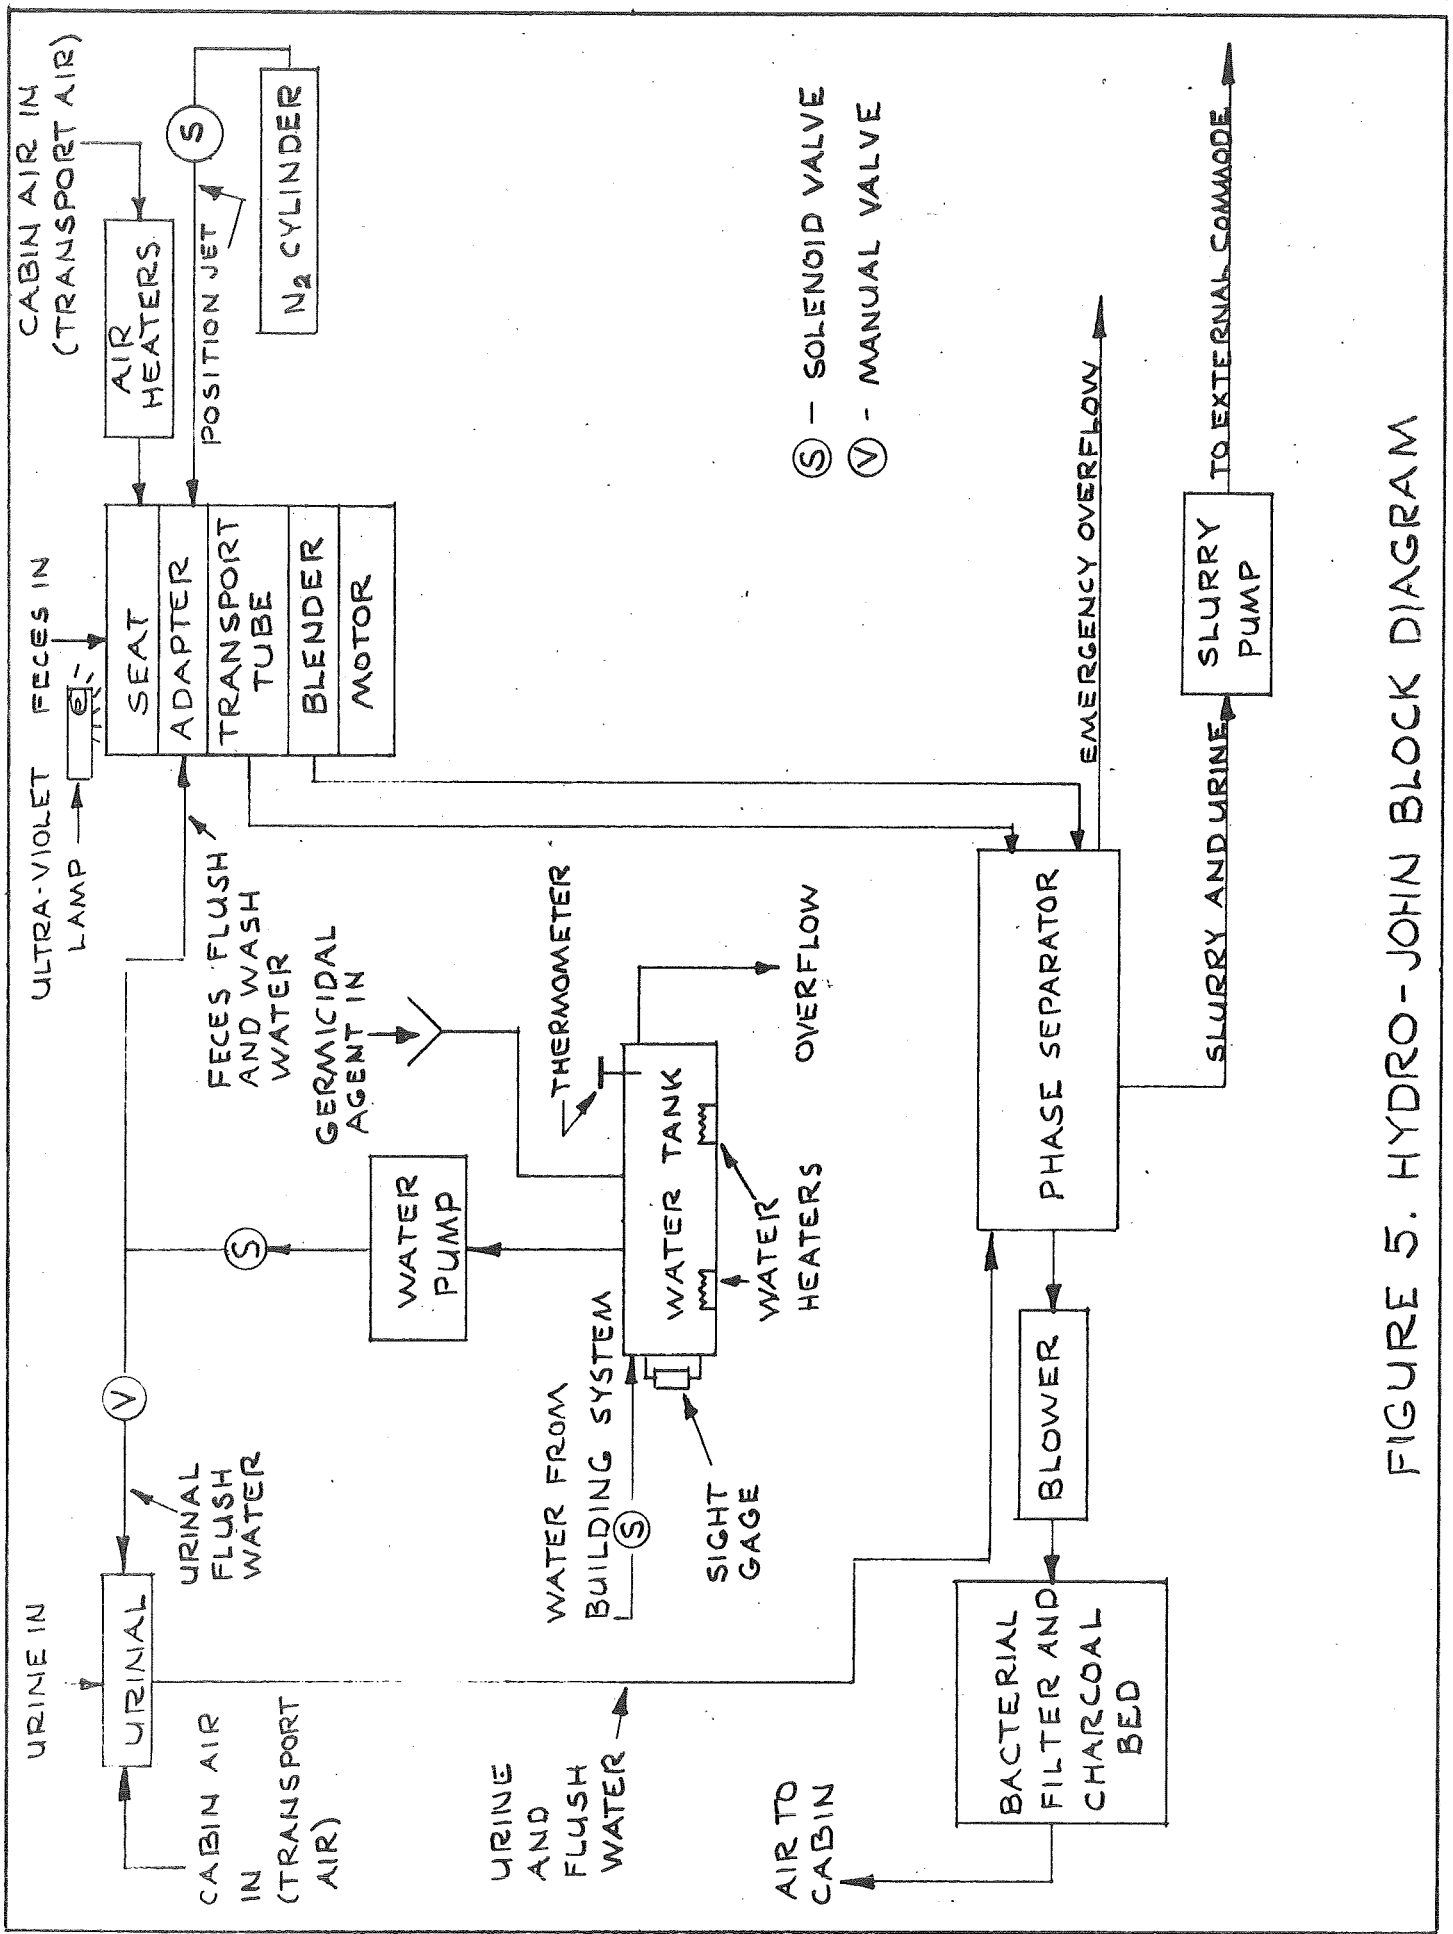 URINE IN
URINAL
CABIN AIR
IN
(TRANSPORT
AIR)
URINAL
FLUSH
WATER
V
ULTRA-VIOLET
LAMP
FECES IN
SEAT
ADAPTER
TRANSPORT
TUBE
BLENDER
MOTOR
CABIN AIR IN
(TRANSPORT AIR)
AIR
HEATERS
S
POSITION JET
N₂ CYLINDER
FECES FLUSH
AND WASH
WATER
GERMICIDAL
AGENT IN
S
WATER
PUMP
THERMOMETER
WATER TANK
OVERFLOW
WATER
HEATERS
WATER FROM
BUILDING SYSTEM
S
SIGHT
GAGE
URINE
AND
FLUSH
WATER
S - SOLENOID VALVE
V - MANUAL VALVE
AIR TO
CABIN
BACTERIAL
FILTER AND
CHARCOAL
BED
BLOWER
PHASE SEPARATOR
EMERGENCY OVERFLOW
SLURRY AND URINE
SLURRY
PUMP
TO EXTERNAL COMMODE
FIGURE 5. HYDRO-JOHN BLOCK DIAGRAM